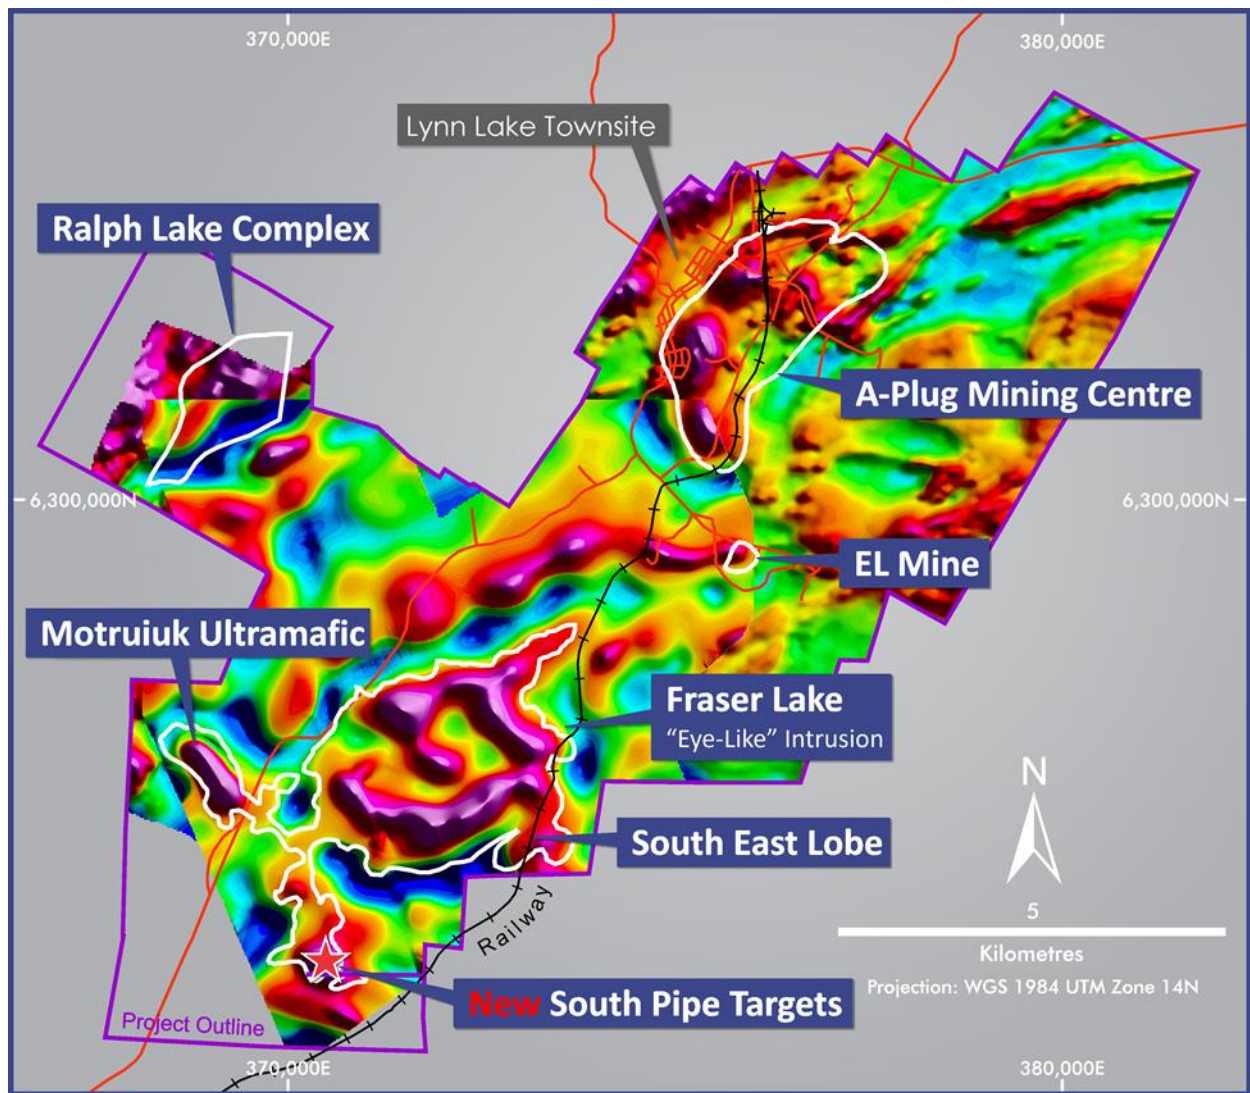 370,000E
380,000E
Lynn Lake Townsite
Ralph Lake Complex
A-Plug Mining Centre
6,300,000N
6,300,000N
EL Mine
Motruiuk Ultramafic
Fraser Lake
"Eye-Like" Intrusion
N
South East Lobe
Railway
5
Kilometres
Projection: WGS 1984 UTM Zone 14N
New South Pipe Targets
Project Outline
370,000E
380,000E